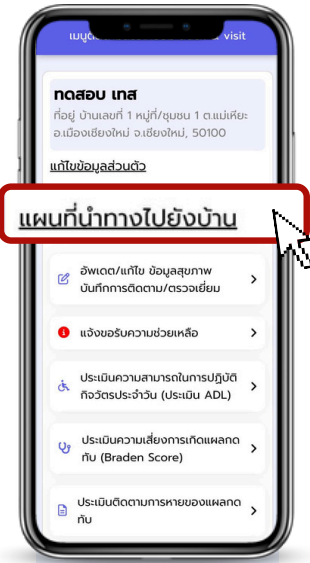 visit
ทดสอบ เทส
ที่อยู่ บ้านเลขที่ 1 หมู่ที่/ชุมชน 1 ต.แม่เหียะ
อ.เมืองเชียงใหม่ จ.เชียงใหม่, 50100
แก้ไขข้อมูลส่วนตัว
แผนที่นำทางไปยังบ้าน
อัพเดต/แก้ไข ข้อมูลสุขภาพ
บันทึกการติดตาม/ตรวจเยี่ยม
แจ้งขอรับความช่วยเหลือ
ประเมินความสามารถในการปฏิบัติ
กิจวัตรประจำวัน (ประเมิน ADL)
ประเมินความเสี่ยงการเกิดแผลกด
ทับ (Braden Score)
ประเมินติดตามการหายของแผลกด
ทับ